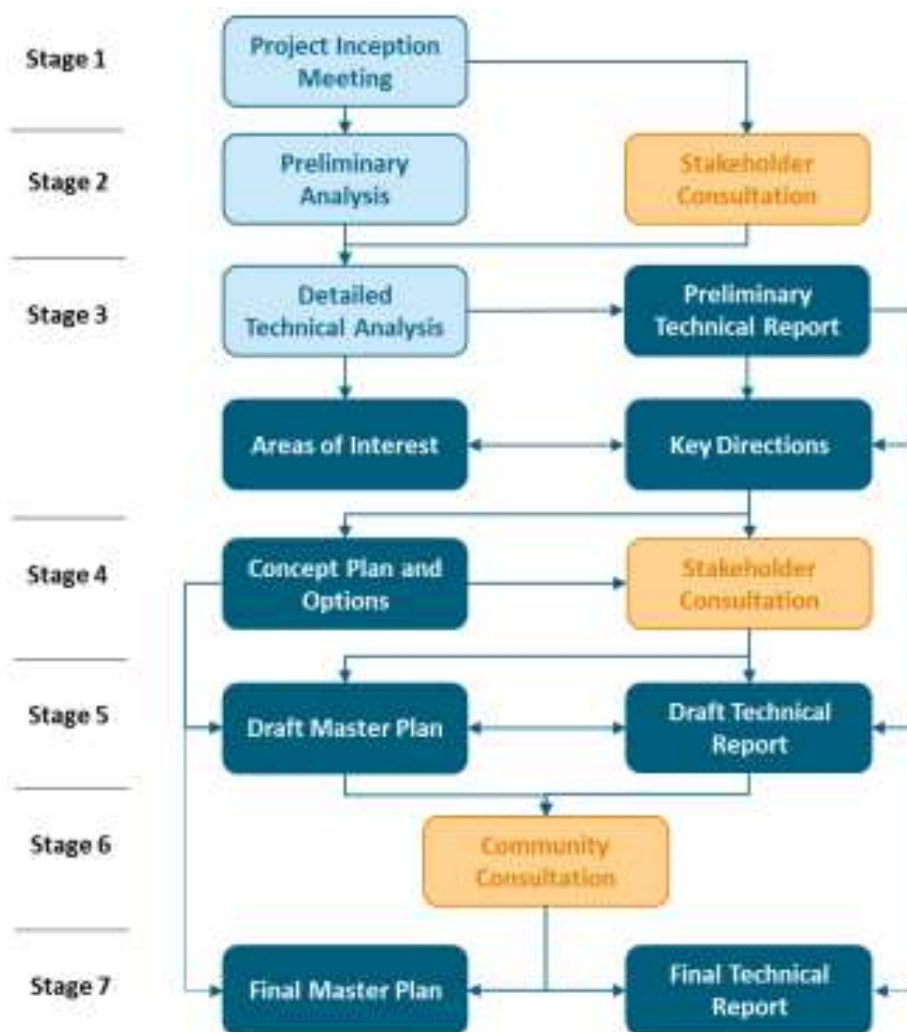 Stage 1
Project Inception
Meeting
Stage 2
Preliminary
Analysis
Stakeholder
Consultation
Stage 3
Detailed
Technical Analysis
Preliminary
Technical Report
Areas of Interest
Key Directions
Stage 4
Concept Plan and
Options
Stakeholder
Consultation
Stage 5
Draft Master Plan
Draft Technical
Report
Stage 6
Community
Consultation
Stage 7
Final Master Plan
Final Technical
Report